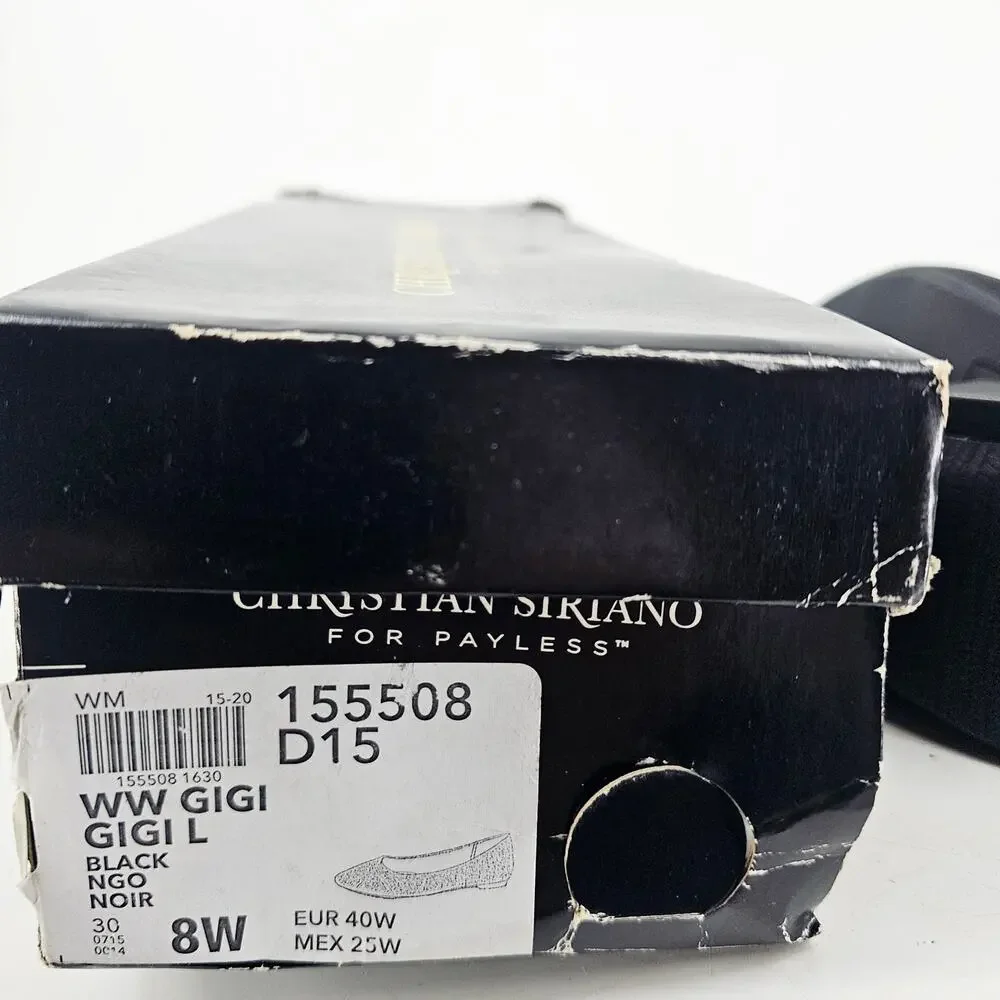 CHRISTIAN SIRIANO
FOR PAYLESS™
WM 15-20
155508
D15
155508 1630
WW GIGI
GIGI L
BLACK
NGO
NOIR
30
0715
0014
8W
EUR 40W
MEX 25W